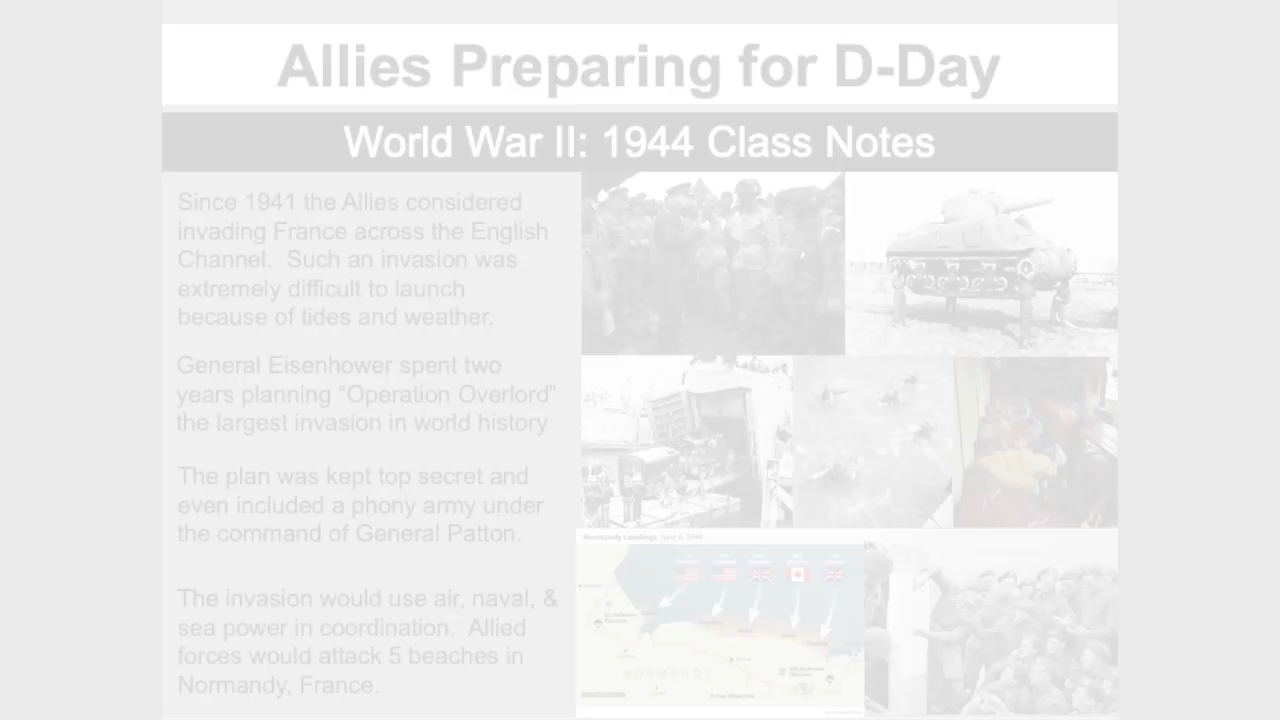 Allies Preparing for D-Day
World War II: 1944 Class Notes
Since 1941 the Allies considered
invading France across the English
Channel.  Such an invasion was
extremely difficult to launch
because of tides and weather.
General Eisenhower spent two
years planning “Operation Overlord”
the largest invasion in world history
The plan was kept top secret and
even included a phony army under
the command of General Patton.
The invasion would use air, naval, &
sea power in coordination.  Allied
forces would attack 5 beaches in
Normandy, France.
Normandy Landings, June 6, 1944
NORMANDY
D-Day Objective